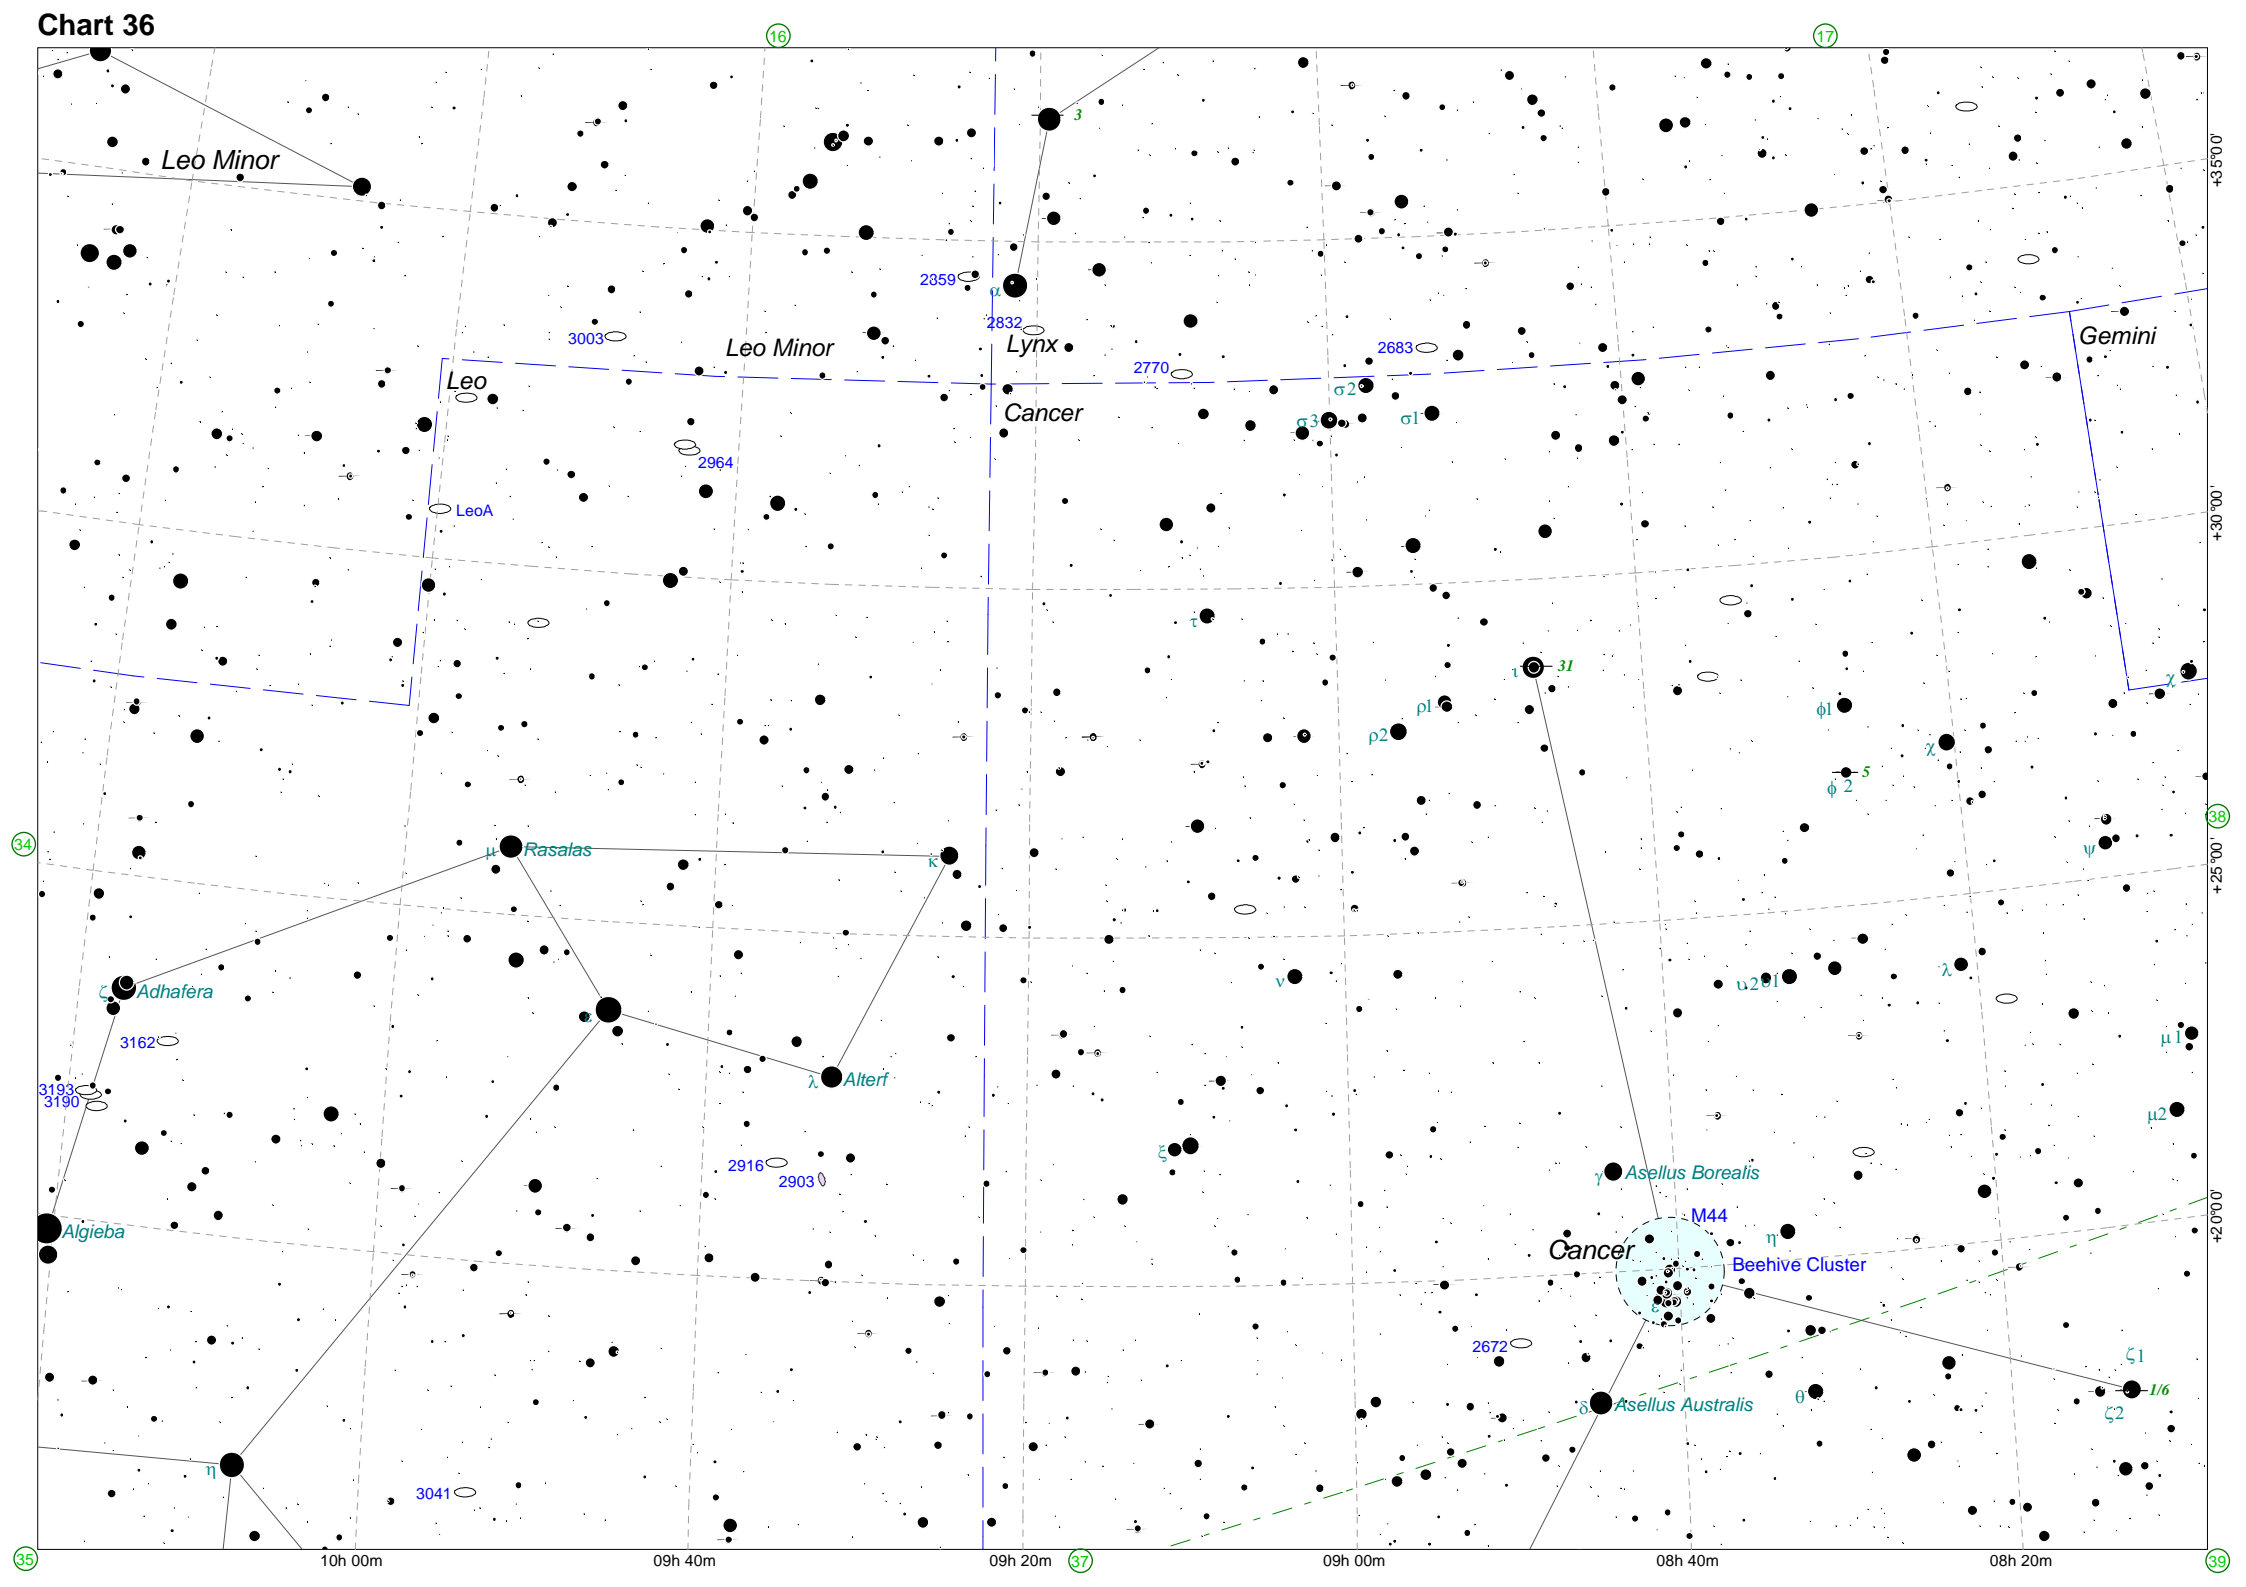 Chart 36
16
17
3
Leo Minor
+35°00'
2859
α
2832
3003
Leo Minor
Lynx
2770
2683
Gemini
Leo
σ2
Cancer
σ3
σ1
2964
LeoA
+30°00'
τ
ι
31
χ
ρ1
φ1
ρ2
χ
5
φ2
34
38
μ
Rasalas
κ
ψ
+25°00'
ζ
Adhafera
ν
υ2
υ1
λ
ε
3162
μ1
λ
Alterf
3193
3190
μ2
ξ
2916
2903
γ
Asellus Borealis
Algieba
M44
+20°00'
η
Cancer
Beehive Cluster
ε
2672
ζ1
δ
Asellus Australis
θ
1/6
ζ2
η
3041
35
10h 00m
09h 40m
09h 20m
37
09h 00m
08h 40m
08h 20m
39